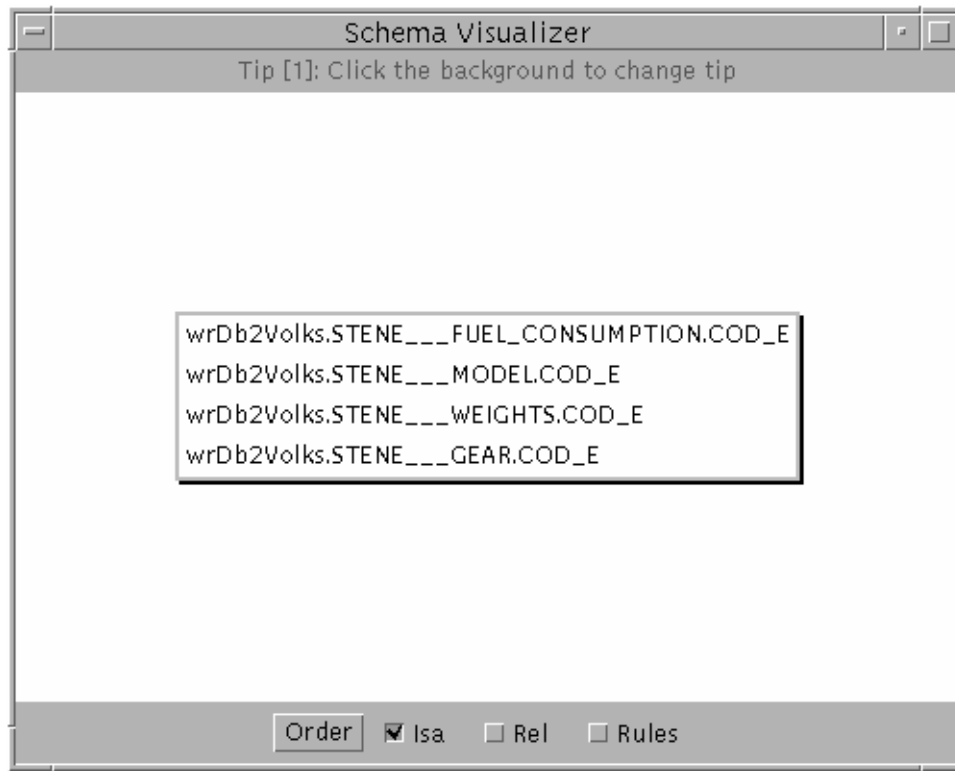 Schema Visualizer
Tip [1]: Click the background to change tip
wrDb2Volks.STENE___FUEL_CONSUMPTION.COD_E
wrDb2Volks.STENE___MODEL.COD_E
wrDb2Volks.STENE___WEIGHTS.COD_E
wrDb2Volks.STENE___GEAR.COD_E
Order Isa Rel Rules